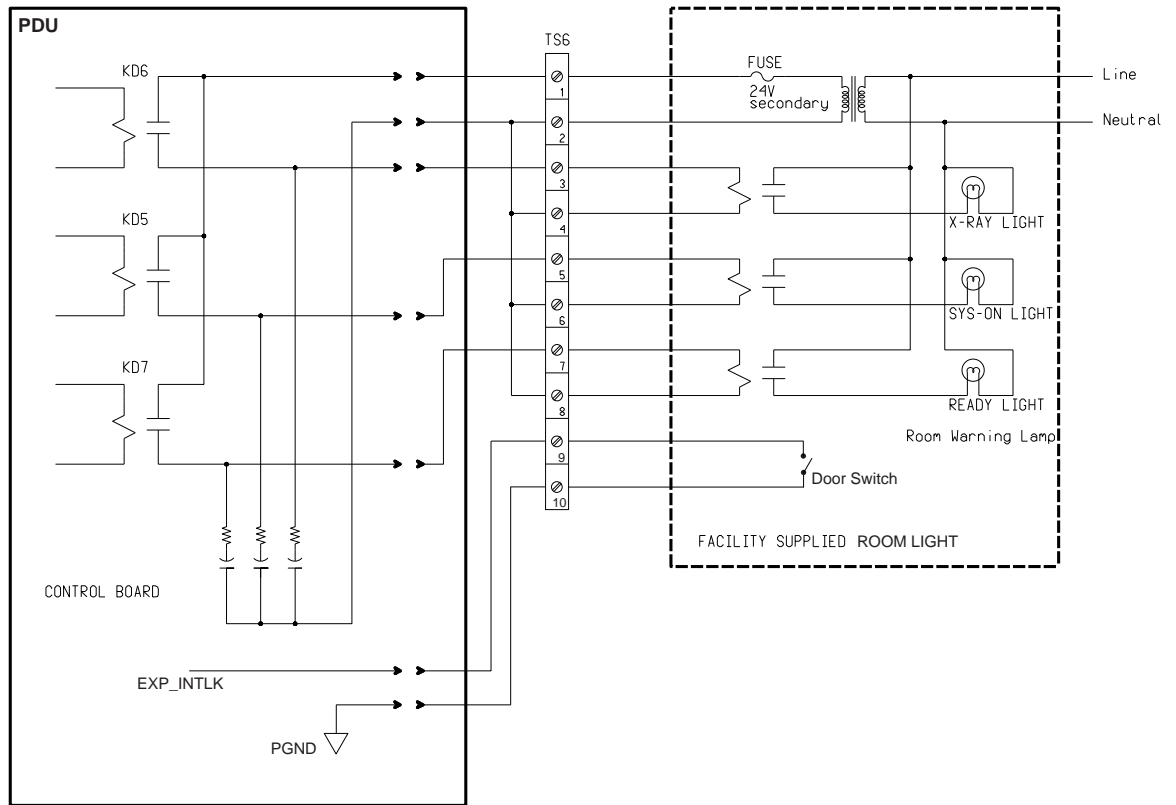 PDU
TS6
KD6
FUSE
24V
secondary
Line
Neutral
1
2
3
4
5
6
7
8
9
10
KD5
KD7
X-RAY LIGHT
SYS-ON LIGHT
READY LIGHT
Room Warning Lamp
Door Switch
FACILITY SUPPLIED ROOM LIGHT
CONTROL BOARD
EXP_INTLK
PGND